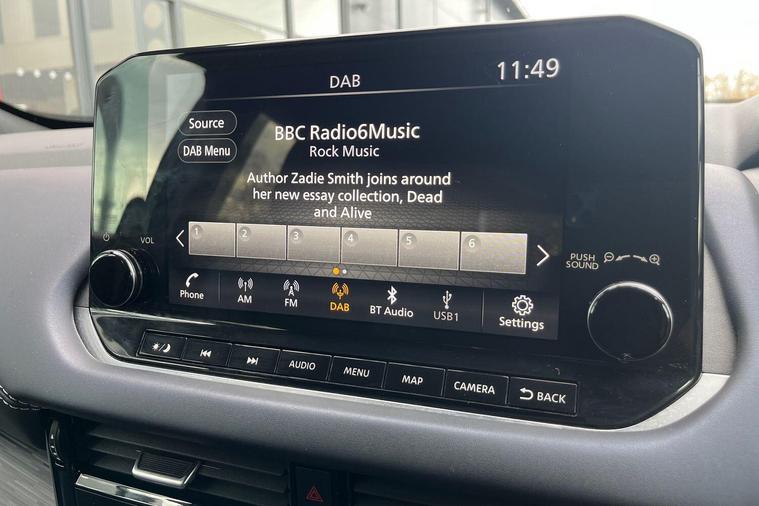 DAB
11:49
Source
DAB Menu
BBC Radio6Music
Rock Music
Author Zadie Smith joins around
her new essay collection, Dead
and Alive
1 2 3 4 5 6
VOL
PUSH
SOUND
Phone
AM
FM
DAB
BT Audio
USB1
Settings
AUDIO
MENU
MAP
CAMERA
BACK